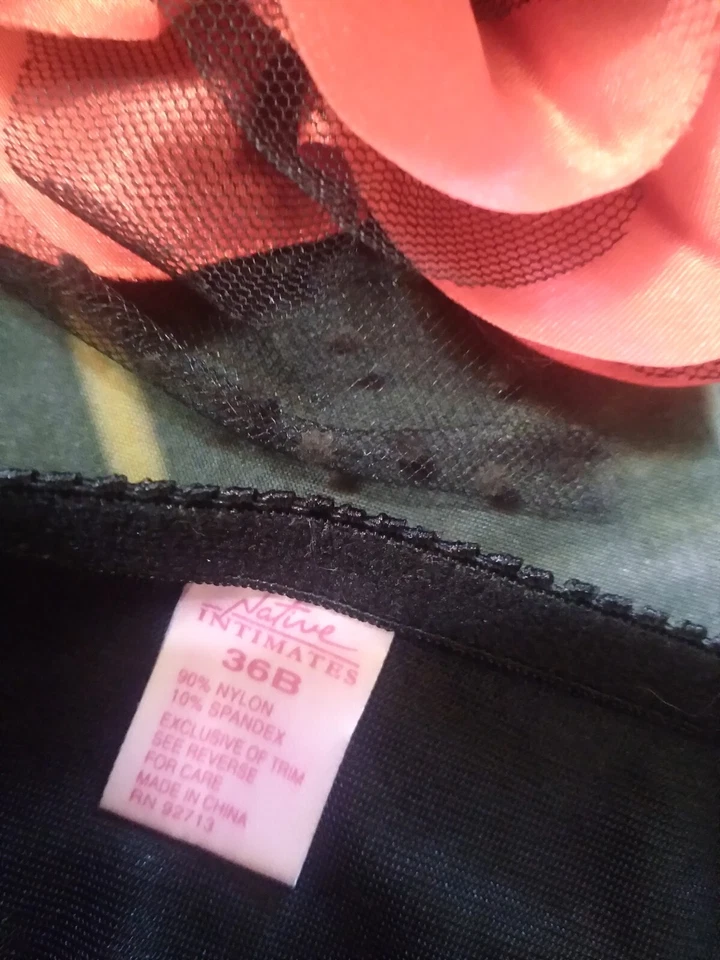 Native
INTIMATES
36B
90% NYLON
10% SPANDEX
EXCLUSIVE OF TRIM
SEE REVERSE
FOR CARE
MADE IN CHINA
RN 92713